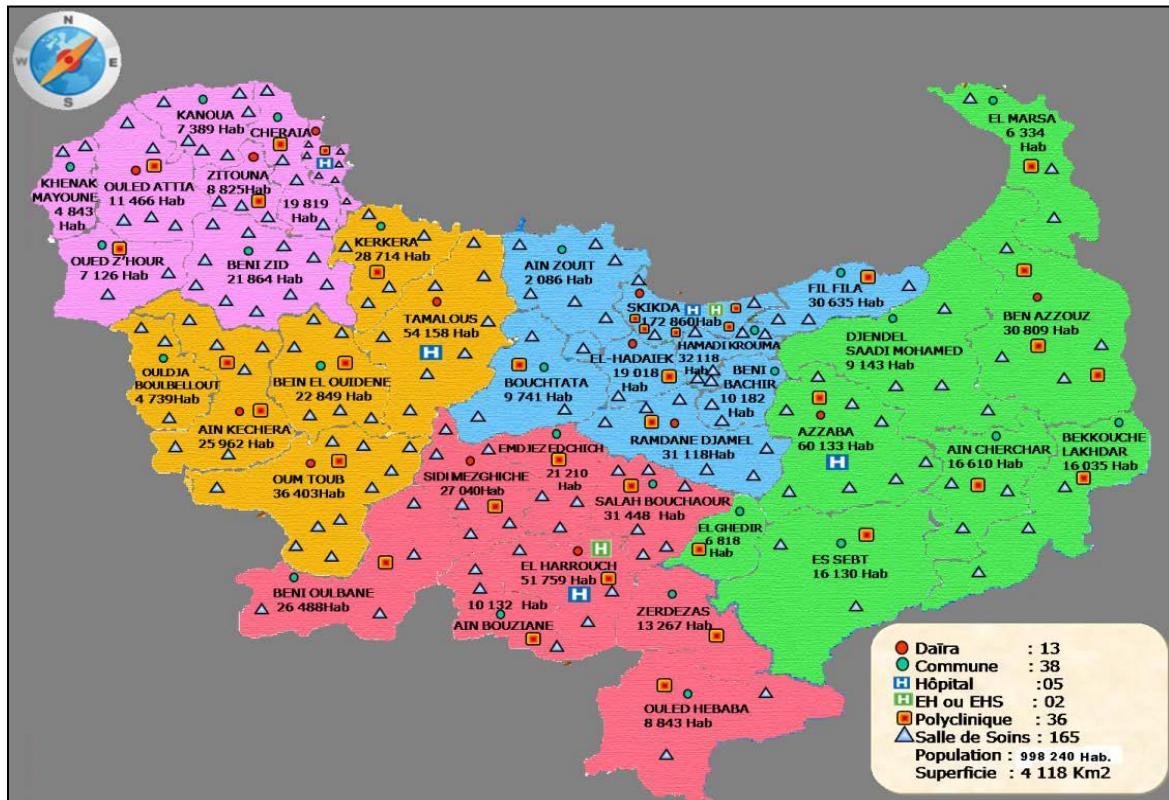 N
W
E
S
KANOUA
7 389 Hab
CHERAIA
KHENAK
MAYOUNE
4 843
Hab
OULED ATTIA
11 466 Hab
ZITOUNA
8 825Hab
H
19 819
Hab
OUED Z'HOUR
7 126 Hab
BENI ZID
21 864 Hab
KERKERA
28 714 Hab
TAMALOUS
54 158 Hab
H
OULDJA
BOULBELLOUT
4 739Hab
BEIN EL OUIDENE
22 849 Hab
AIN KECHERA
25 962 Hab
OUM TOUB
36 403Hab
AIN ZOUIT
2 086 Hab
SKIKDA
H
H
172 860Hab
HAMADI KROUMA
32 118
Hab
FIL FILA
30 635 Hab
EL-HADAIEK
19 018
Hab
BENI
BACHIR
10 182
Hab
BOUCHTATA
9 741 Hab
RAMDANE DJAMEL
31 118Hab
EL MARSA
6 334
Hab
BEN AZZOUZ
30 809 Hab
DJENDEL
SAADI MOHAMED
9 143 Hab
AZZABA
60 133 Hab
H
AIN CHERCHAR
16 610 Hab
BEKKOUCHE
LAKHDAR
16 035 Hab
EL GHEDIR
6 818
Hab
ES SEBT
16 130 Hab
EMDJEZ EDCHICH
21 210
Hab
SIDI MEZGHICHE
27 040Hab
SALAH BOUCHAOUR
31 448 Hab
EL HARROUCH
51 759 Hab
H
H
BENI OULBANE
26 488Hab
10 132 Hab
AIN BOUZIANE
ZERDEZAS
13 267 Hab
OULED HEBABA
8 843 Hab
Daïra : 13
Commune : 38
H Hôpital :05
H EH ou EHS : 02
Polyclinique : 36
Salle de Soins : 165
Population : 998 240 Hab.
Superficie : 4 118 Km2